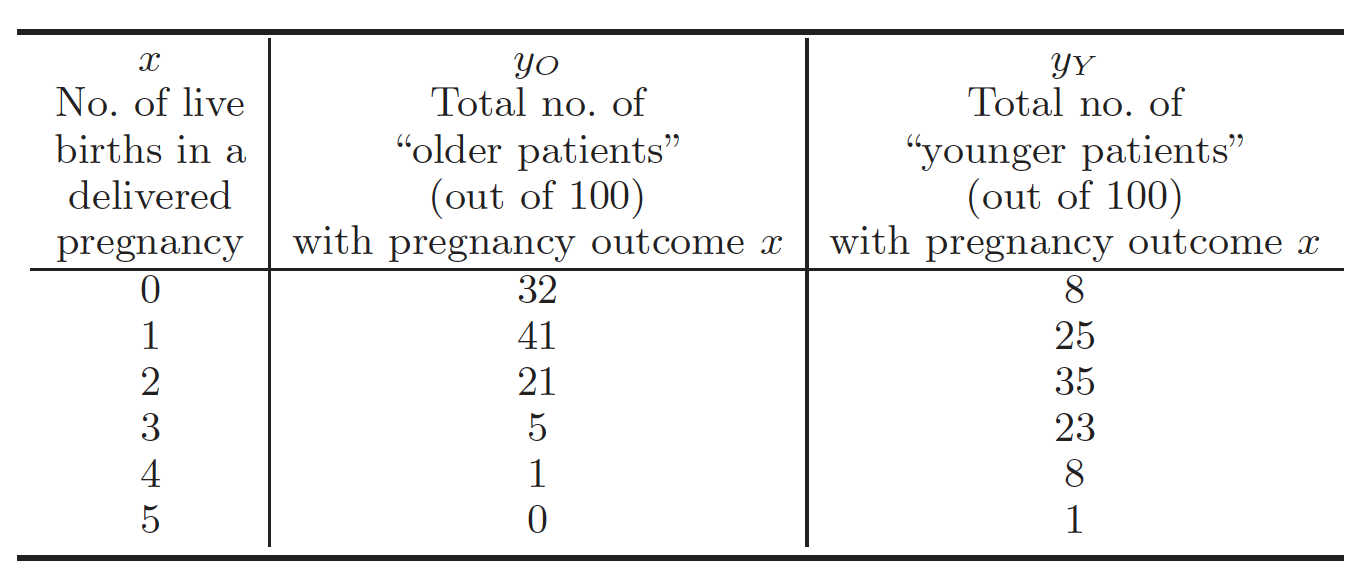 x y_O y_Y
No. of live Total no. of Total no. of
births in a “older patients” “younger patients”
delivered (out of 100) (out of 100)
pregnancy with pregnancy outcome x with pregnancy outcome x
0 32 8
1 41 25
2 21 35
3 5 23
4 1 8
5 0 1